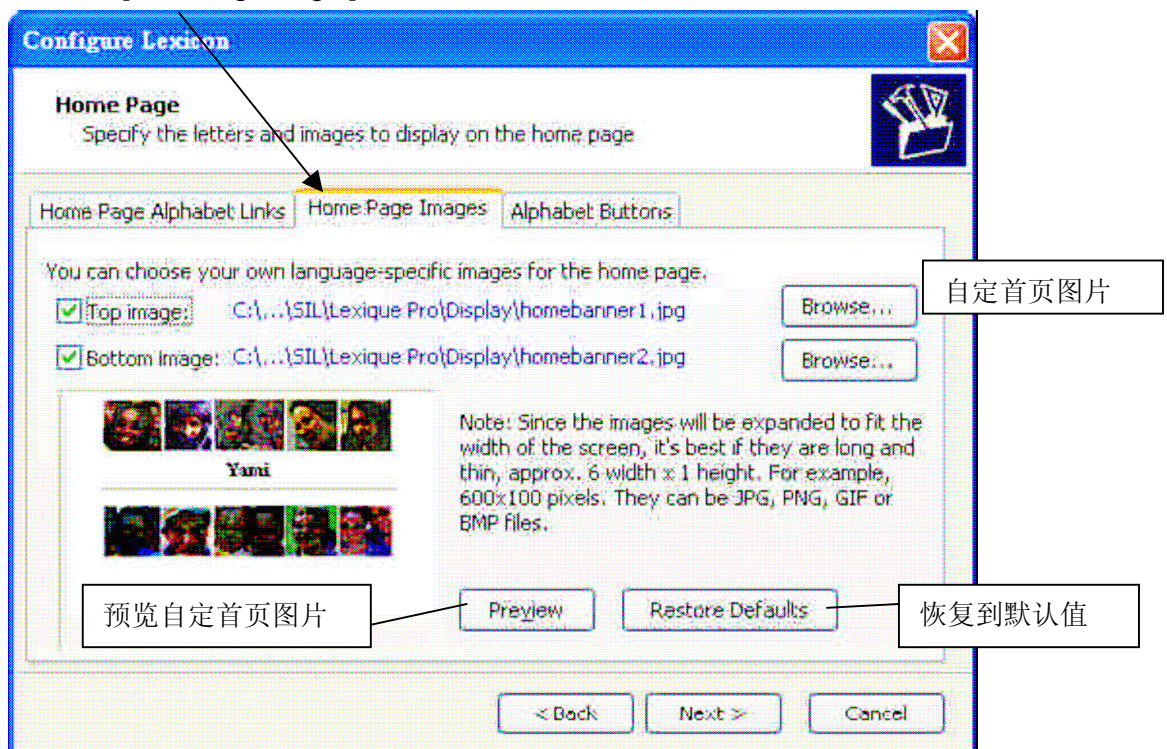 Configure Lexicon
Home Page
Specify the letters and images to display on the home page
Home Page Alphabet Links
Home Page Images
Alphabet Buttons
You can choose your own language-specific images for the home page.
Top image:
C:\...\SIL\Lexique Pro\Display\homebanner1.jpg
Browse...
自定首页图片
Bottom image:
C:\...\SIL\Lexique Pro\Display\homebanner2.jpg
Browse...
Yami
Note: Since the images will be expanded to fit the
width of the screen, it's best if they are long and
thin, approx. 6 width x 1 height. For example,
600x100 pixels. They can be JPG, PNG, GIF or
BMP files.
预览自定首页图片
Preview
Restore Defaults
恢复到默认值
< Back
Next >
Cancel